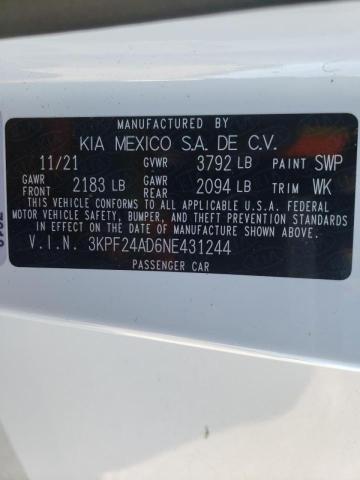 MANUFACTURED BY
KIA MEXICO S.A. DE C.V.
11/21 GVWR 3792 LB PAINT SWP
GAWR FRONT 2183 LB GAWR REAR 2094 LB TRIM WK
THIS VEHICLE CONFORMS TO ALL APPLICABLE U.S.A. FEDERAL
MOTOR VEHICLE SAFETY, BUMPER, AND THEFT PREVENTION STANDARDS
IN EFFECT ON THE DATE OF MANUFACTURE SHOWN ABOVE.
V.I.N. 3KPF24AD6NE431244
PASSENGER CAR